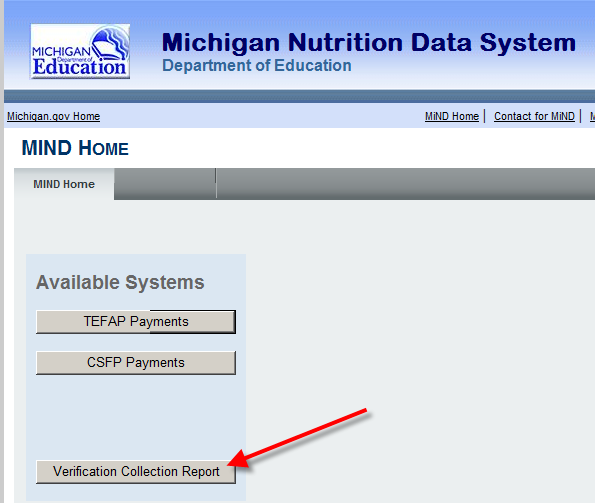 MICHIGAN
Department of
Education
Michigan Nutrition Data System
Department of Education
Michigan.gov Home
MiND Home | Contact for MiND |
MIND HOME
MIND Home
Available Systems
TEFAP Payments
CSFP Payments
Verification Collection Report